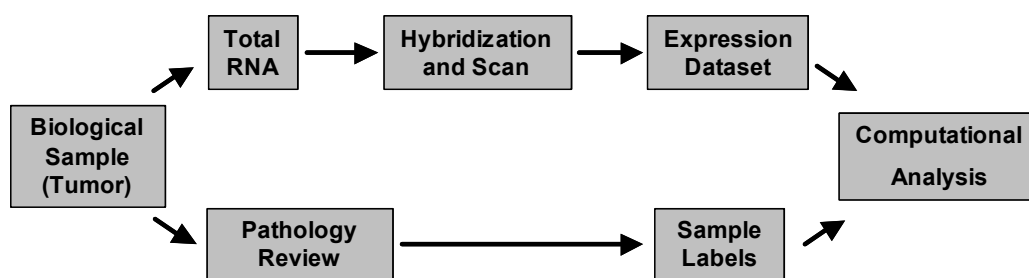 Total
RNA
Hybridization
and Scan
Expression
Dataset
Biological
Sample
(Tumor)
Computational
Analysis
Pathology
Review
Sample
Labels